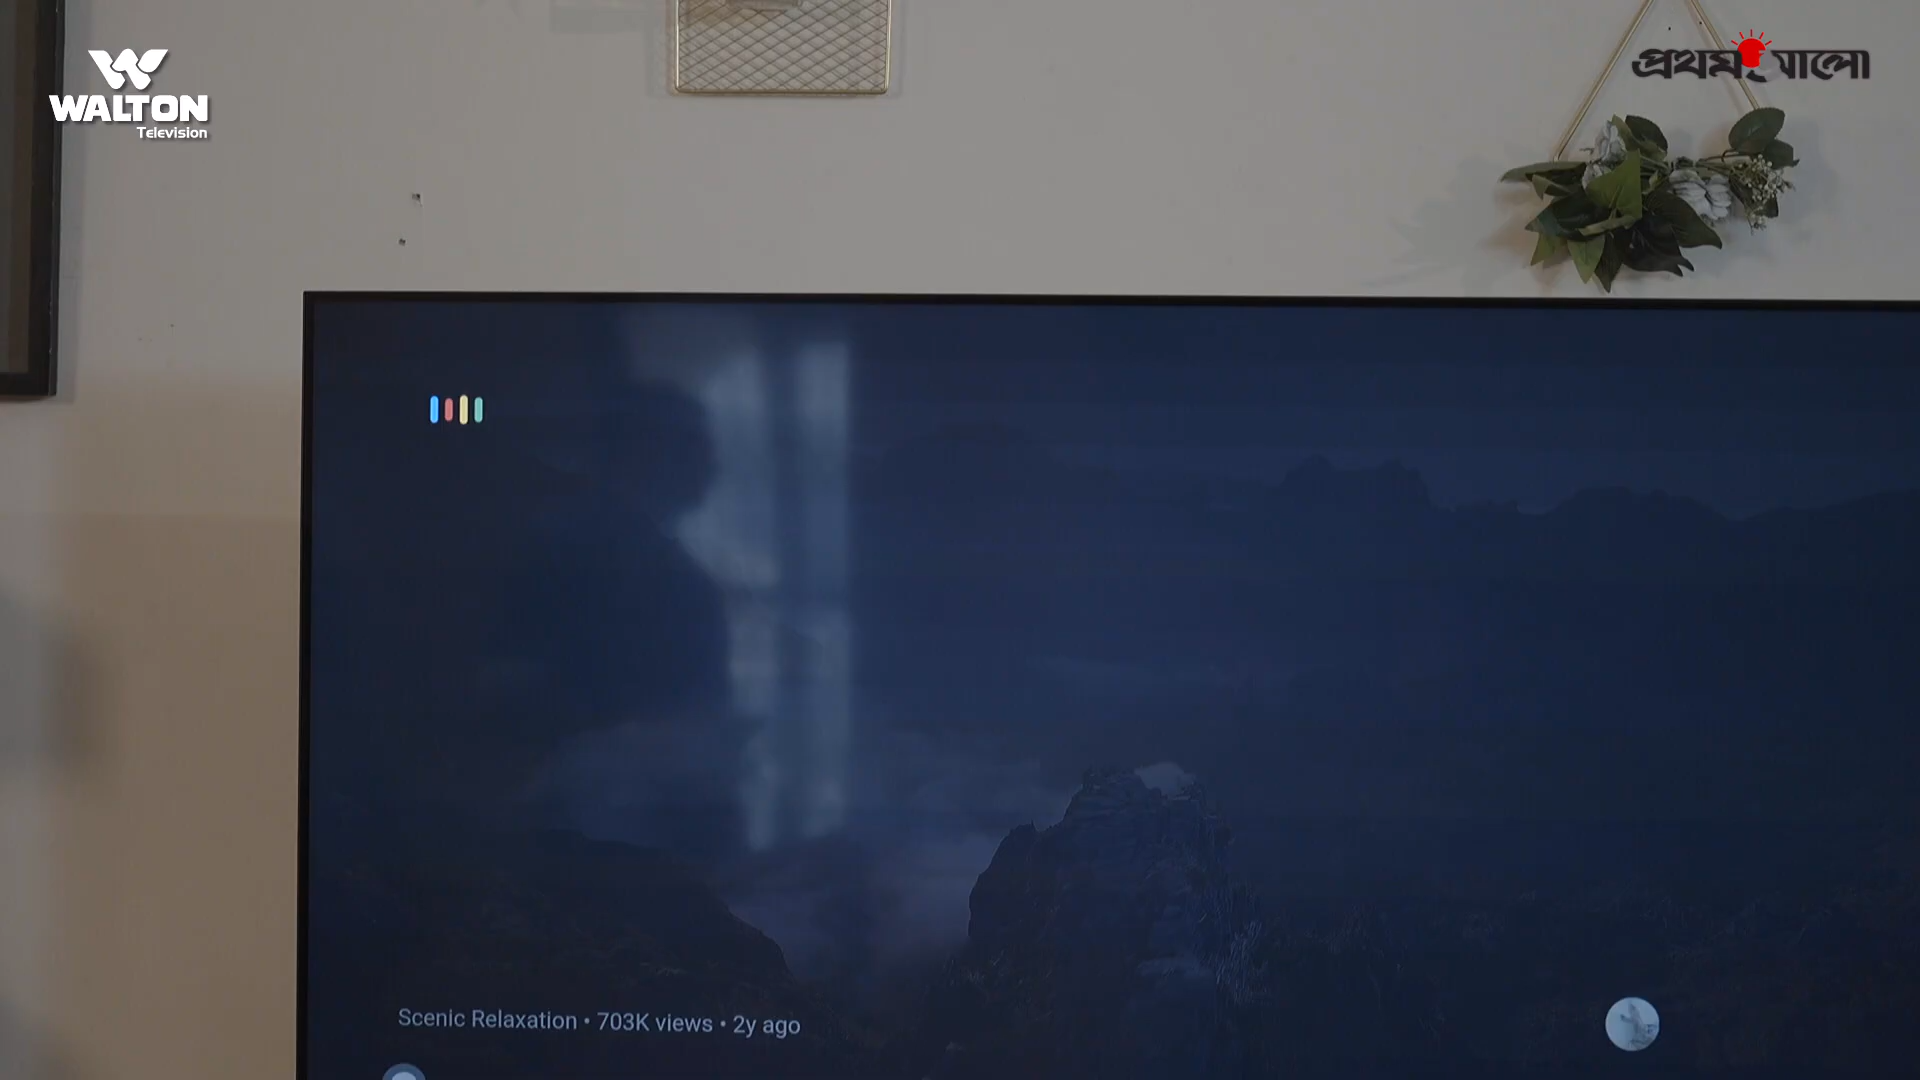 WALTON
Television
প্রথম আলো
Scenic Relaxation • 703K views • 2y ago